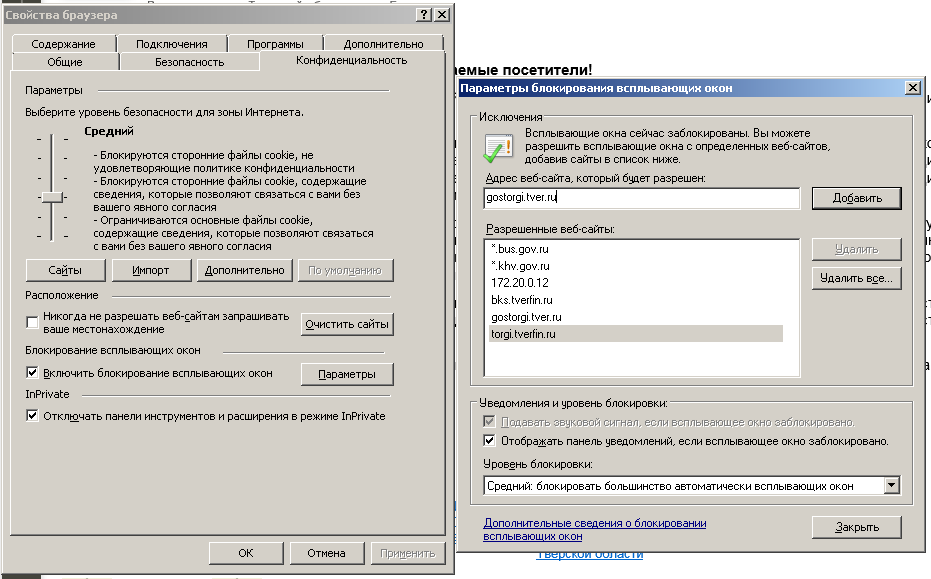 Свойства браузера
Содержание
Подключения
Программы
Дополнительно
Общие
Безопасность
Конфиденциальность
Параметры
Выберите уровень безопасности для зоны Интернета.
Средний
- Блокируются сторонние файлы cookie, не
удовлетворяющие политике конфиденциальности
- Блокируются сторонние файлы cookie, содержащие
сведения, которые позволяют связаться с вами без
вашего явного согласия
- Ограничиваются основные файлы cookie,
содержащие сведения, которые позволяют связаться
с вами без вашего явного согласия
Сайты
Импорт
Дополнительно
По умолчанию
Расположение
Никогда не разрешать веб-сайтам запрашивать
ваше местонахождение
Очистить сайты
Блокирование всплывающих окон
Включить блокирование всплывающих окон
Параметры
InPrivate
Отключать панели инструментов и расширения в режиме InPrivate
ОК
Отмена
Применить
аемые посетители!
Параметры блокирования всплывающих окон
Исключения
Всплывающие окна сейчас заблокированы. Вы можете
разрешить всплывающие окна с определенных веб-сайтов,
добавив сайты в список ниже.
Адрес веб-сайта, который будет разрешен:
gostorgi.tver.ru
Добавить
Разрешенные веб-сайты:
*.bus.gov.ru
*.khv.gov.ru
172.20.0.12
bks.tverfin.ru
gostorgi.tver.ru
torgi.tverfin.ru
Удалить
Удалить все...
Уведомления и уровень блокировки:
Подавать звуковой сигнал, если всплывающее окно заблокировано.
Отображать панель уведомлений, если всплывающее окно заблокировано.
Уровень блокировки:
Средний: блокировать большинство автоматически всплывающих окон
Дополнительные сведения о блокировании
всплывающих окон
Закрыть
Тверской области